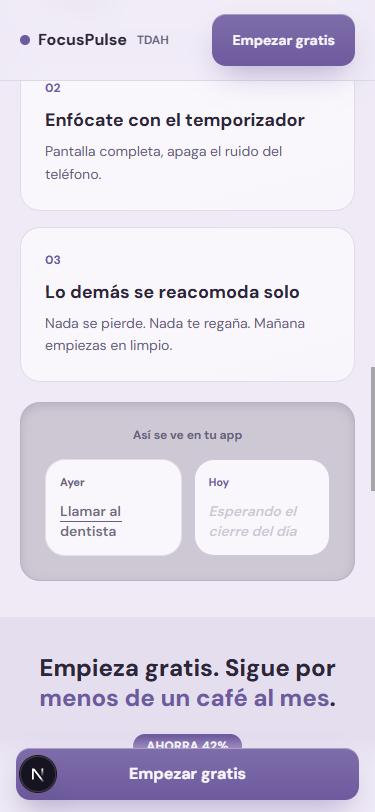 FocusPulse TDAH
Empezar gratis
02
Enfócate con el temporizador
Pantalla completa, apaga el ruido del
teléfono.
03
Lo demás se reacomoda solo
Nada se pierde. Nada te regaña. Mañana
empiezas en limpio.
Así se ve en tu app
Ayer
Llamar al
dentista
Hoy
Esperando el
cierre del día
Empieza gratis. Sigue por
menos de un café al mes.
AHORRA 42%
N
Empezar gratis